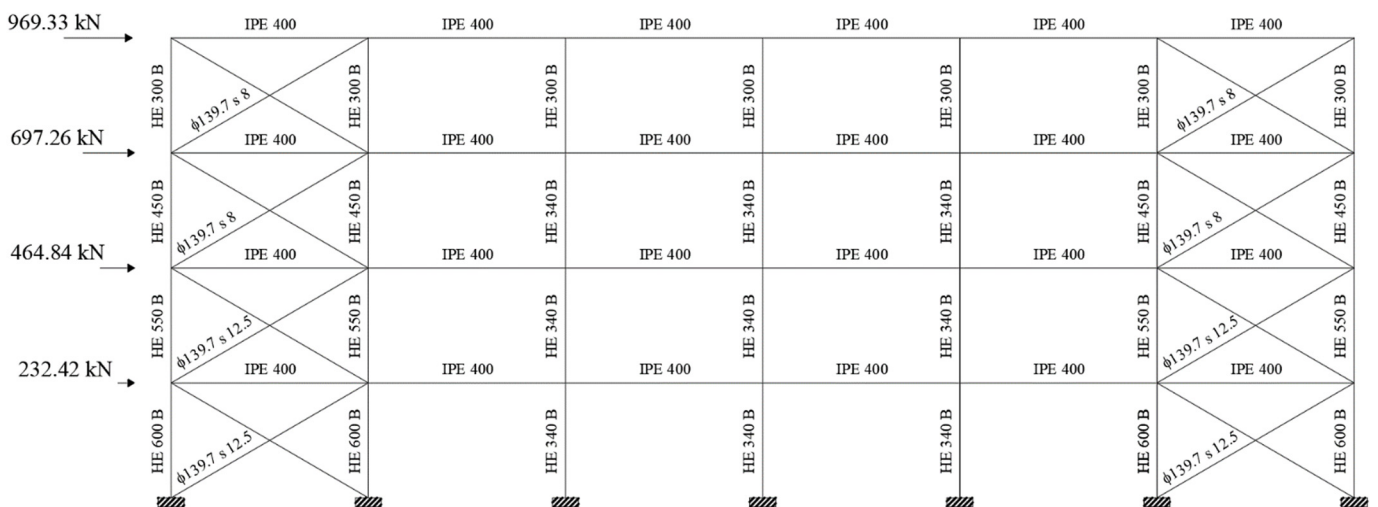 969.33 kN
IPE 400 IPE 400 IPE 400 IPE 400 IPE 400 IPE 400
HE 300 B ϕ139.7 s 8 HE 300 B HE 300 B HE 300 B HE 300 B HE 300 B ϕ139.7 s 8 HE 300 B
697.26 kN
IPE 400 IPE 400 IPE 400 IPE 400 IPE 400 IPE 400
HE 450 B ϕ139.7 s 8 HE 450 B HE 340 B HE 340 B HE 340 B HE 450 B ϕ139.7 s 8 HE 450 B
464.84 kN
IPE 400 IPE 400 IPE 400 IPE 400 IPE 400 IPE 400
HE 550 B ϕ139.7 s 12.5 HE 550 B HE 340 B HE 340 B HE 340 B HE 550 B ϕ139.7 s 12.5 HE 550 B
232.42 kN
IPE 400 IPE 400 IPE 400 IPE 400 IPE 400 IPE 400
HE 600 B ϕ139.7 s 12.5 HE 600 B HE 340 B HE 340 B HE 340 B HE 600 B ϕ139.7 s 12.5 HE 600 B